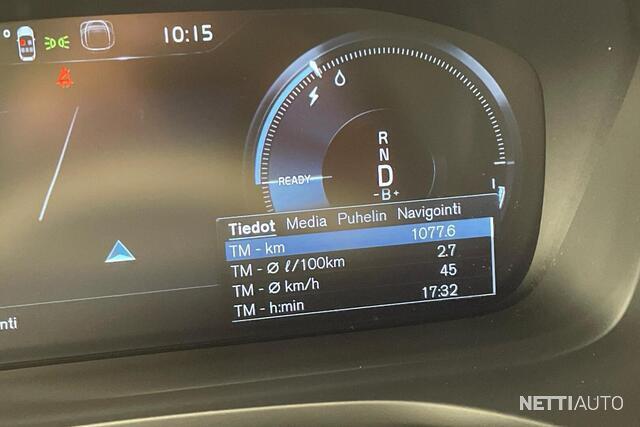 10:15
R
N
D
-B+
READY
Tiedot Media Puhelin Navigointi
TM - km 1077.6
TM - Ø ℓ/100km 2.7
TM - Ø km/h 45
TM - h:min 17:32
nti
NETTIAUTO